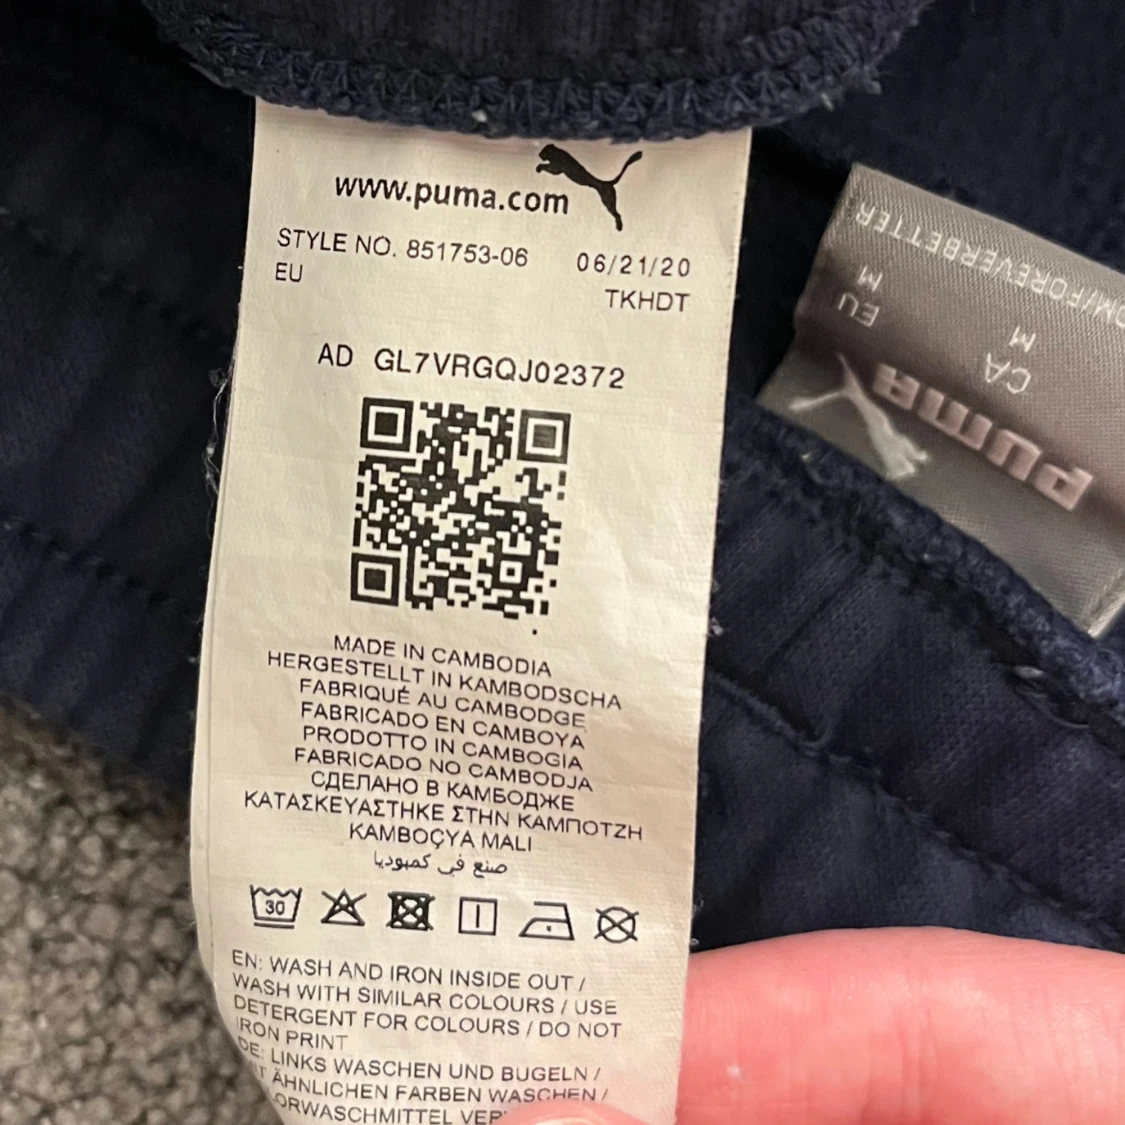 www.puma.com
STYLE NO. 851753-06 06/21/20
EU TKHDT
AD GL7VRGQJ02372
MADE IN CAMBODIA
HERGESTELLT IN KAMBODSCHA
FABRIQUÉ AU CAMBODGE
FABRICADO EN CAMBOYA
PRODOTTO IN CAMBOGIA
FABRICADO NO CAMBODJA
СДЕЛАНО В КАМБОДЖЕ
ΚΑΤΑΣΚΕΥΑΣΤΗΚΕ ΣΤΗΝ ΚΑΜΠΟΤΖΗ
KAMBOÇYA MALI
صنع في كمبوديا
30
EN: WASH AND IRON INSIDE OUT /
WASH WITH SIMILAR COLOURS / USE
DETERGENT FOR COLOURS / DO NOT
IRON PRINT
DE: LINKS WASCHEN UND BUGELN /
ÄHNLICHEN FARBEN WASCHEN /
PUMA
CA EU
M M
/FOREVERBETTER